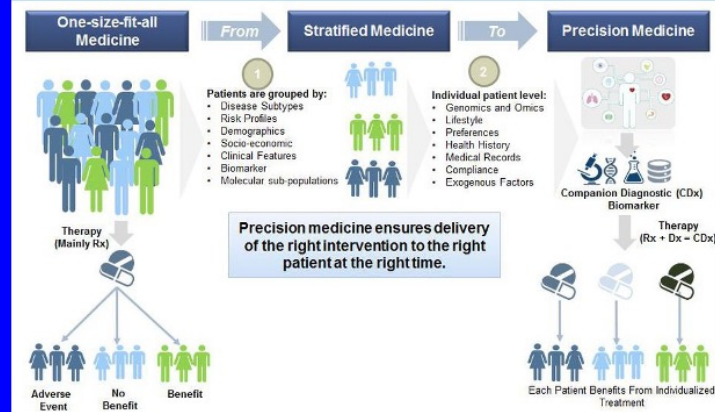 One-size-fit-all
Medicine
From
Stratified Medicine
To
Precision Medicine
1
Patients are grouped by:
• Disease Subtypes
• Risk Profiles
• Demographics
• Socio-economic
• Clinical Features
• Biomarker
• Molecular sub-populations
2
Individual patient level:
• Genomics and Omics
• Lifestyle
• Preferences
• Health History
• Medical Records
• Compliance
• Exogenous Factors
Companion Diagnostic (CDx)
Biomarker
Therapy
(Mainly Rx)
Precision medicine ensures delivery
of the right intervention to the right
patient at the right time.
Therapy
(Rx + Dx = CDx)
Adverse
Event
No
Benefit
Benefit
Each Patient Benefits From Individualized
Treatment